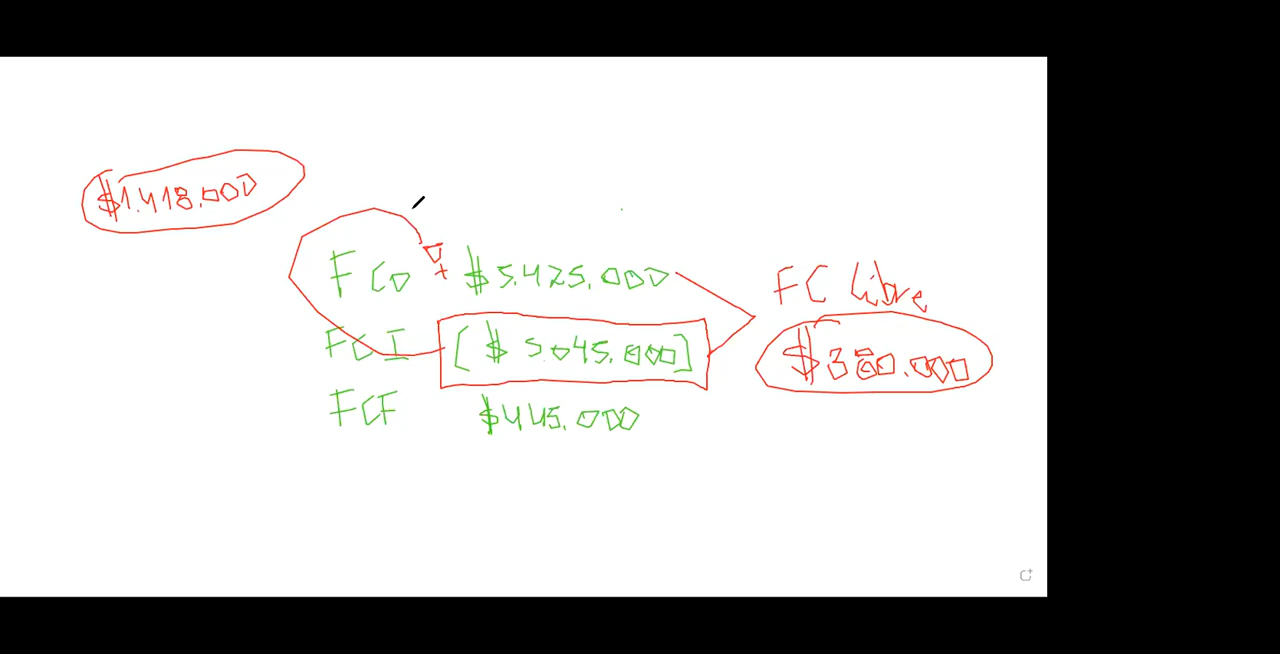 $1.418.000
FCO $5.425.000
FC Libre
FCI [$ 5.045.000]
$380.000
FCF $445.000